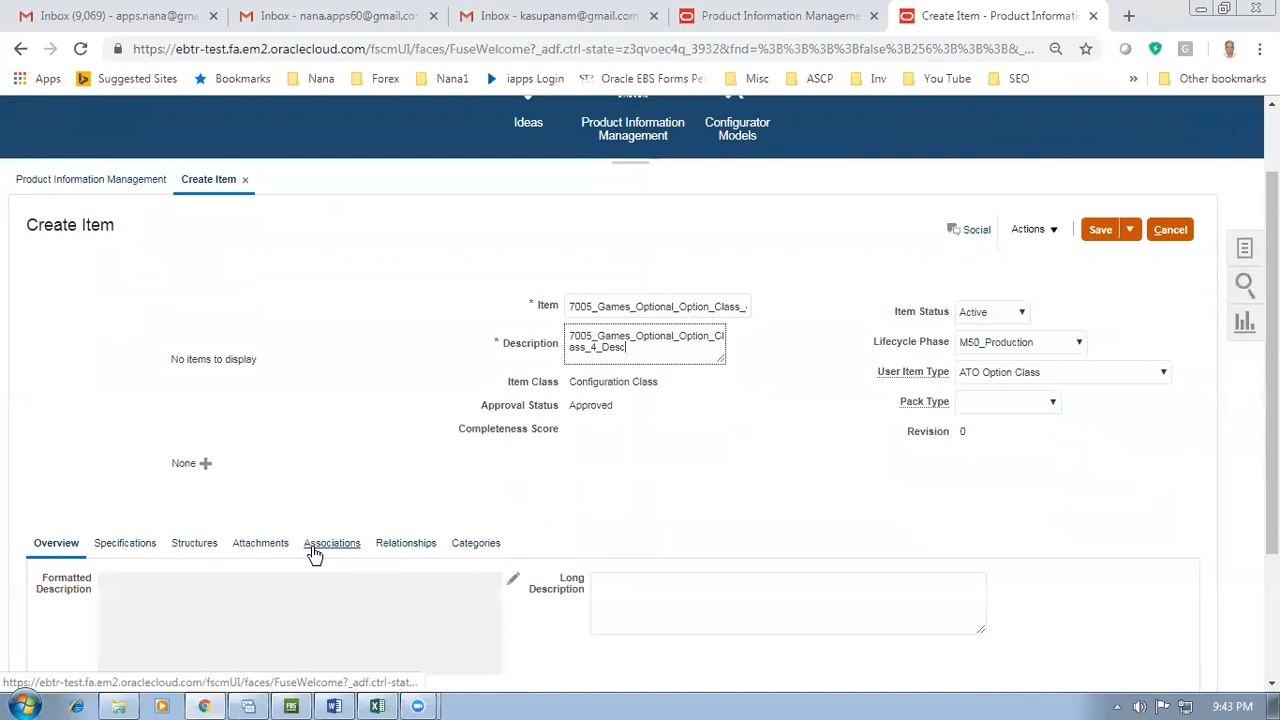 Inbox (9,069) - apps.nana@gma
Inbox - nana.apps60@gmail.co
Inbox - kasupanam@gmail.com
Product Information Manageme
Create Item - Product Informati
https://ebtr-test.fa.em2.oraclecloud.com/fscmUI/faces/FuseWelcome?_adf.ctrl-state=z3qvoec4q_3932&fnd=%3B%3B%3B%3Bfalse%3B256%3B%3B%3B&_...
Apps
Suggested Sites
Bookmarks
Nana
Forex
Nana1
iapps Login
Oracle EBS Forms Pe
Misc
ASCP
Inv
You Tube
SEO
Other bookmarks
Ideas
Product Information Management
Configurator Models
Product Information Management
Create Item
Create Item
Social
Actions
Save
Cancel
* Item 7005_Games_Optional_Option_Class_
* Description 7005_Games_Optional_Option_Cl
ass_4_Desc
Item Class Configuration Class
Approval Status Approved
Completeness Score
Item Status Active
Lifecycle Phase M50_Production
User Item Type ATO Option Class
Pack Type
Revision 0
No items to display
None
Overview
Specifications
Structures
Attachments
Associations
Relationships
Categories
Formatted
Description
Long
Description
https://ebtr-test.fa.em2.oraclecloud.com/fscmUI/faces/FuseWelcome?_adf.ctrl-stat...
9:43 PM